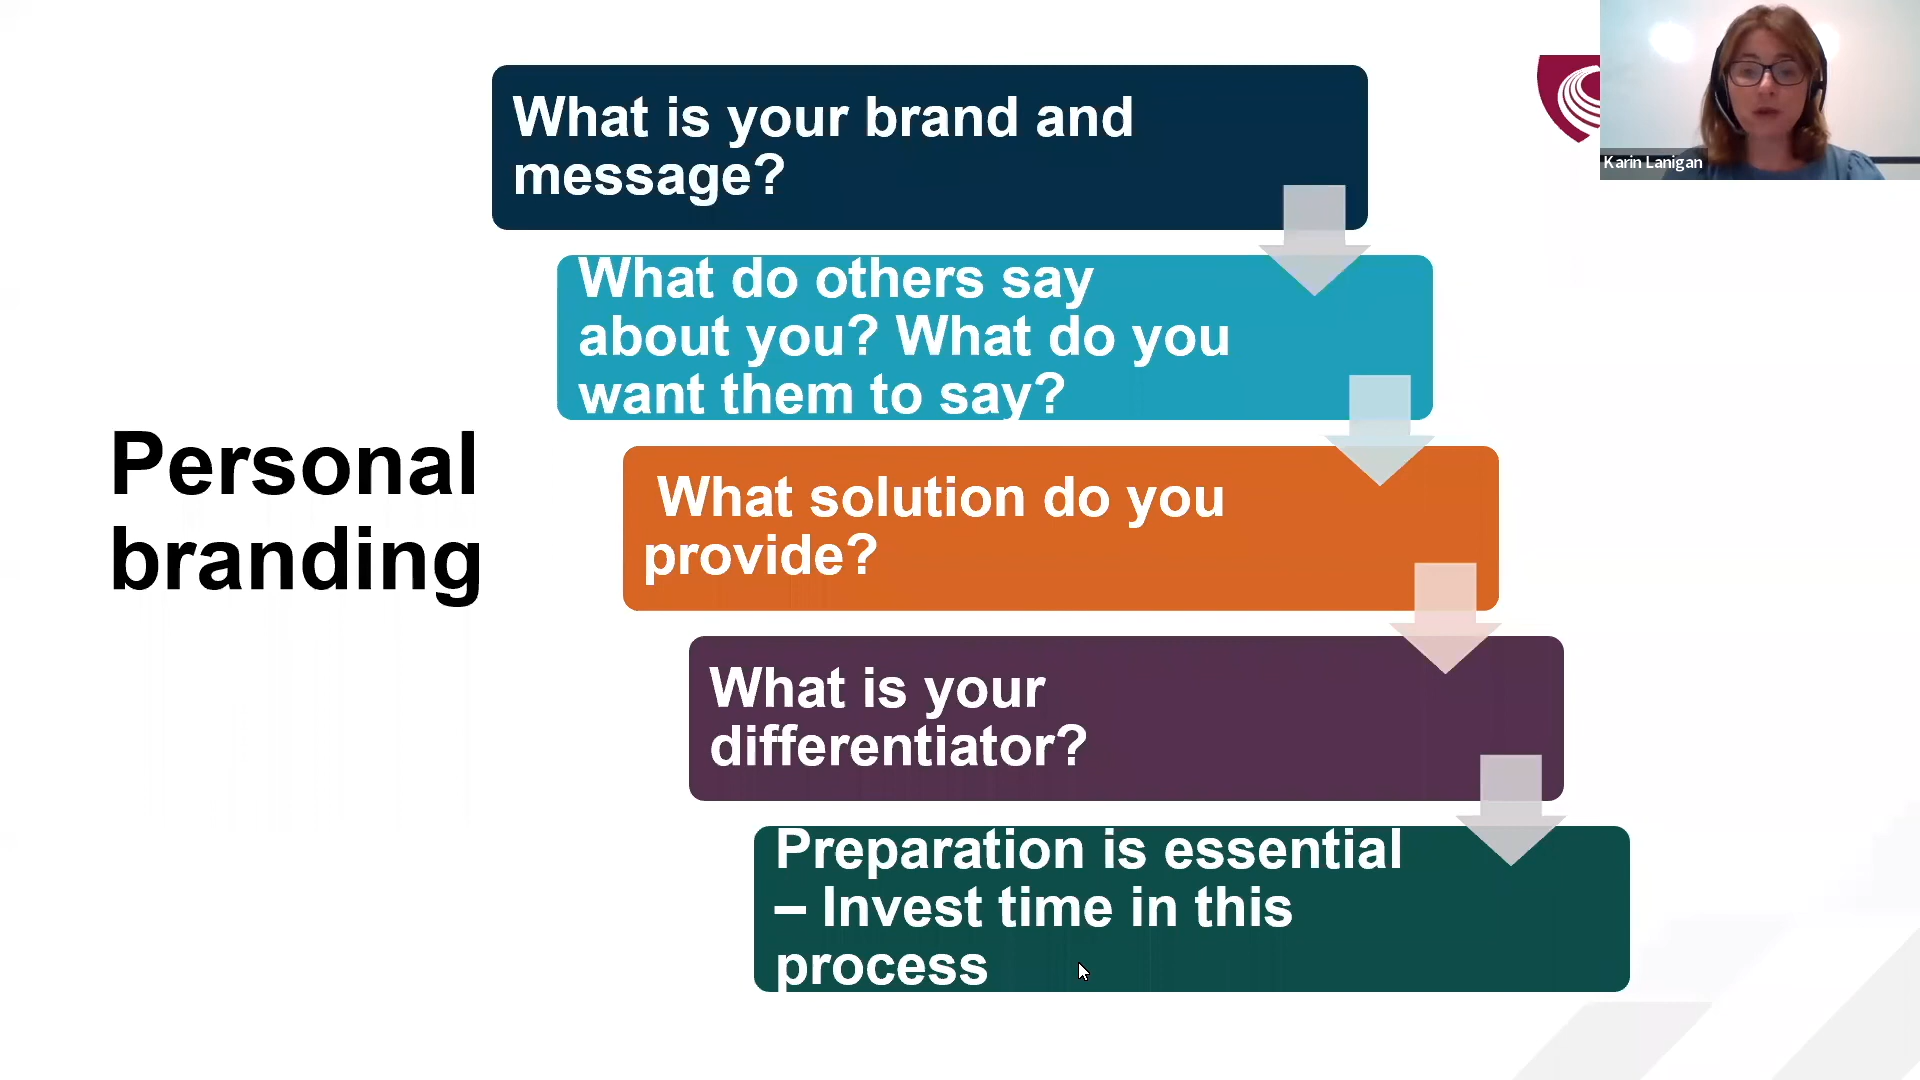 What is your brand and
message?
What do others say
about you? What do you
want them to say?
Personal
branding
What solution do you
provide?
What is your
differentiator?
Preparation is essential
– Invest time in this
process
Karin Lanigan